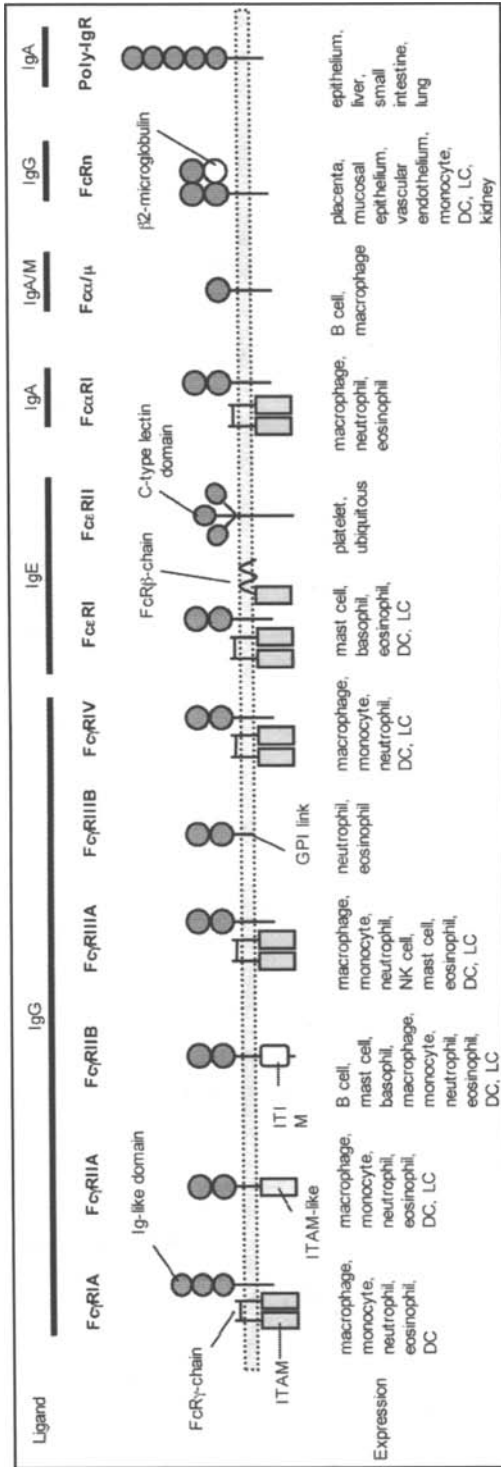 Ligand
IgG
IgE
IgA
IgA/M
IgG
IgA
FcγRIA
FcγRIIA
FcγRIIB
FcγRIIIA
FcγRIIIB
FcγRIV
FcεRI
FcεRII
FcαRI
Fcα/μ
FcRn
Poly-IgR
Ig-like domain
FcRγ-chain
ITAM
ITAM-like
ITI
M
GPI link
FcRβ-chain
C-type lectin
domain
β2-microglobulin
Expression
macrophage,
monocyte,
neutrophil,
eosinophil,
DC
macrophage,
monocyte,
neutrophil,
eosinophil,
DC, LC
B cell,
mast cell,
basophil,
macrophage,
monocyte,
neutrophil,
eosinophil,
DC, LC
macrophage,
monocyte,
neutrophil,
NK cell,
mast cell,
eosinophil,
DC, LC
neutrophil,
eosinophil
macrophage,
monocyte,
neutrophil,
DC, LC
mast cell,
basophil,
eosinophil,
DC, LC
platelet,
ubiquitous
macrophage,
neutrophil,
eosinophil
B cell,
macrophage
placenta,
mucosal
epithelium,
vascular
endothelium,
monocyte,
DC, LC,
kidney
epithelium,
liver,
small
intestine,
lung